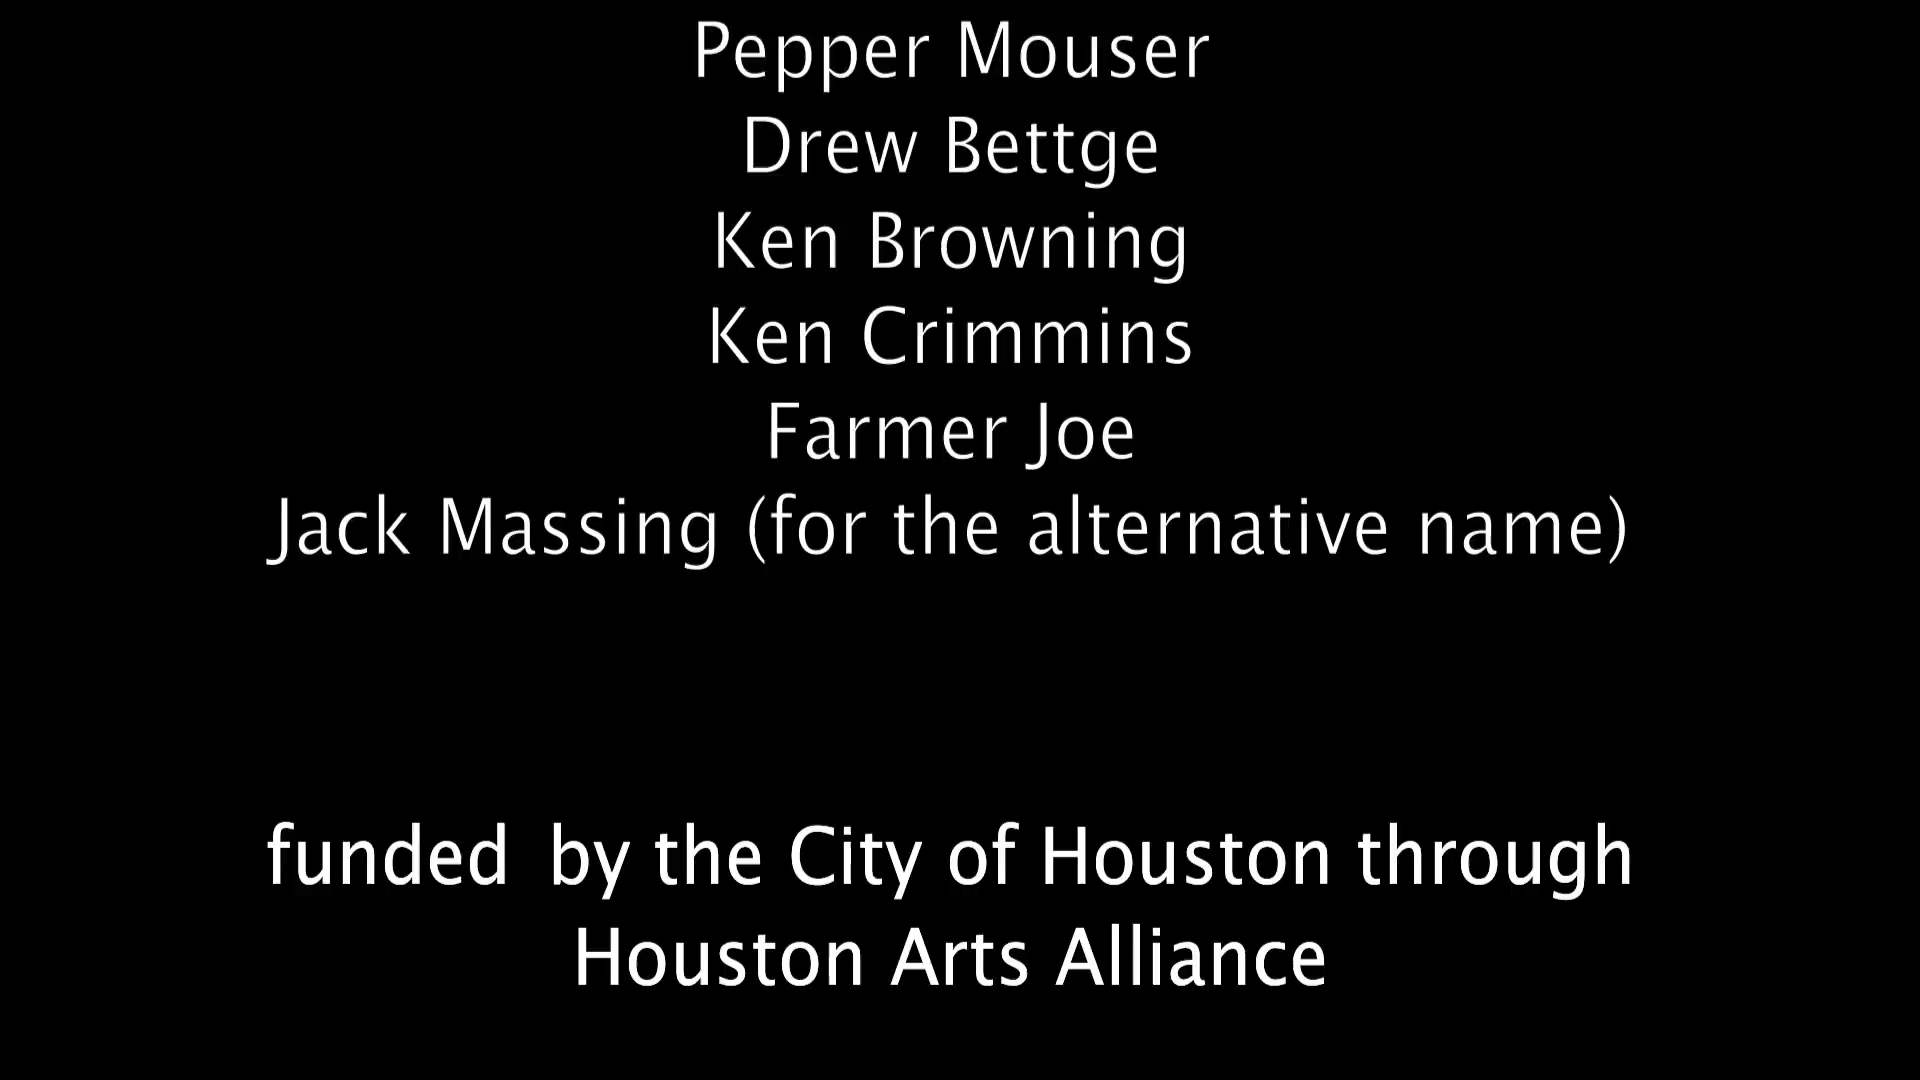 Pepper Mouser
Drew Bettge
Ken Browning
Ken Crimmins
Farmer Joe
Jack Massing (for the alternative name)
funded by the City of Houston through
Houston Arts Alliance